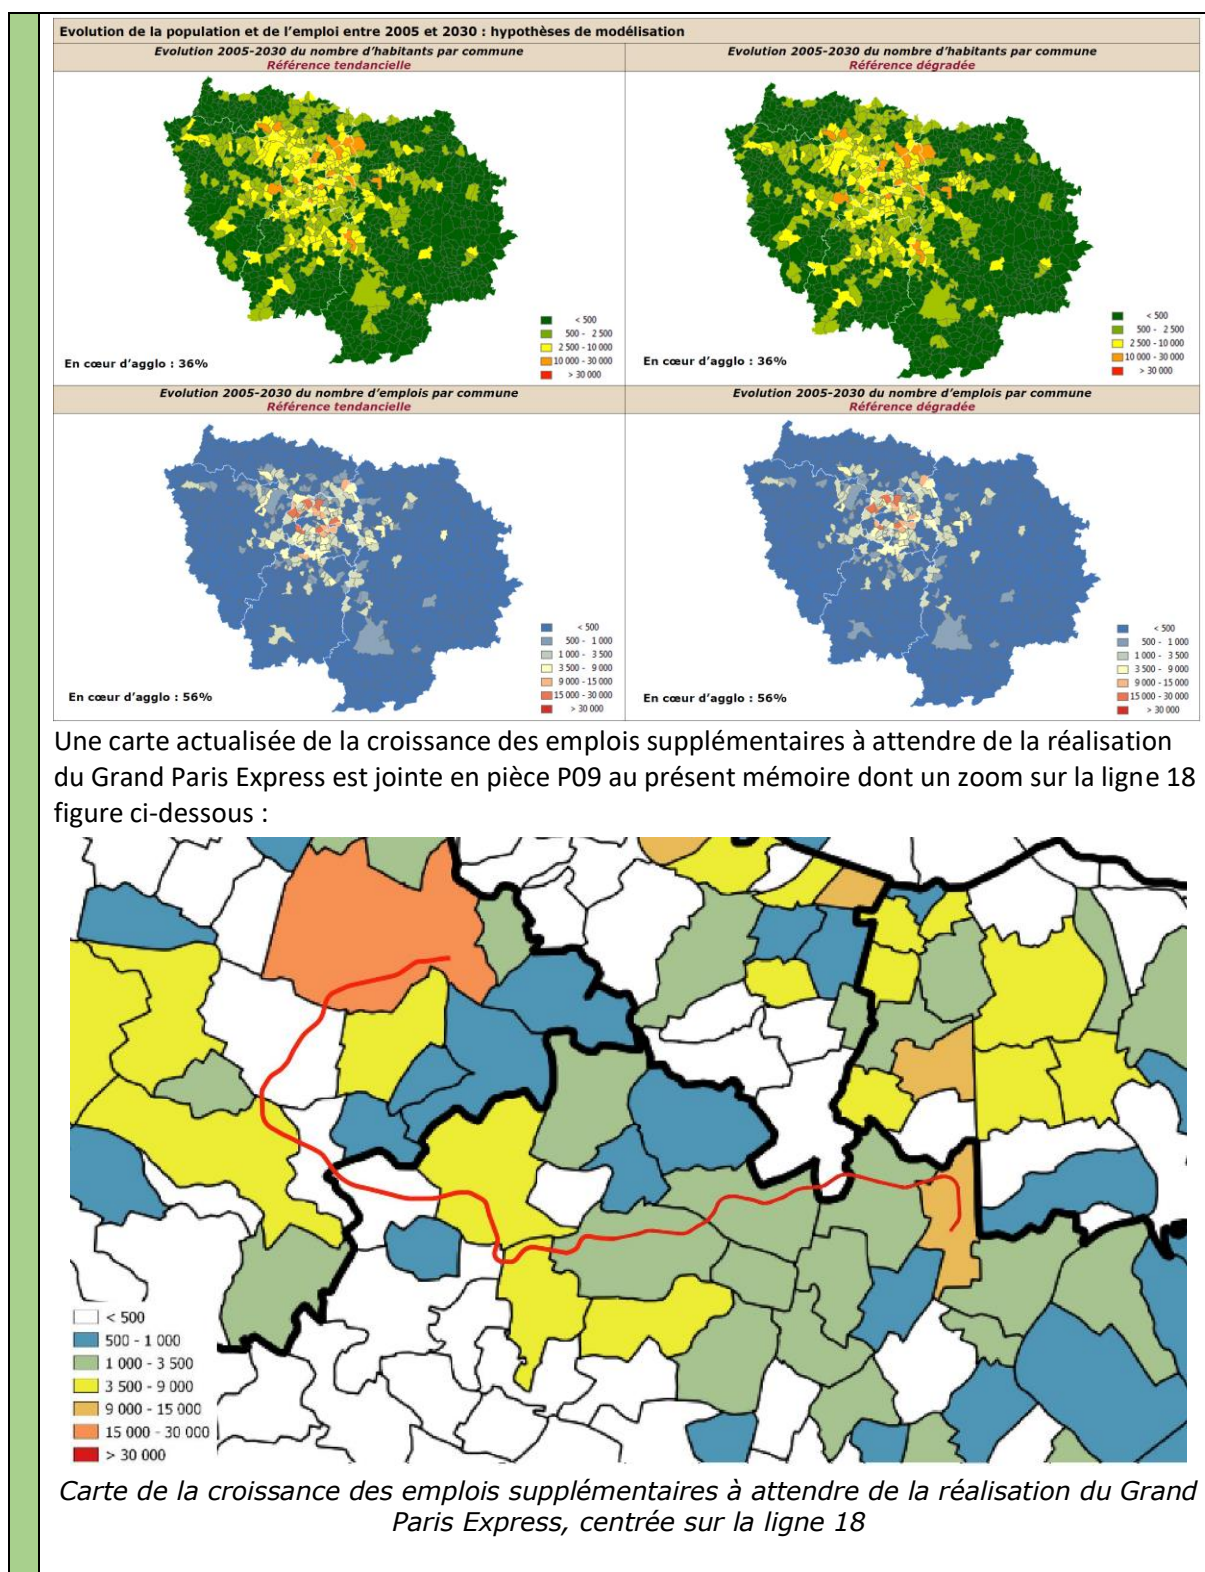 Evolution de la population et de l'emploi entre 2005 et 2030 : hypothèses de modélisation
Evolution 2005-2030 du nombre d'habitants par commune
Référence tendancielle
Evolution 2005-2030 du nombre d'habitants par commune
Référence dégradée
< 500
500 - 2 500
2 500 - 10 000
10 000 - 30 000
> 30 000
En cœur d'agglo : 36%
< 500
500 - 2 500
2 500 - 10 000
10 000 - 30 000
> 30 000
En cœur d'agglo : 36%
Evolution 2005-2030 du nombre d'emplois par commune
Référence tendancielle
Evolution 2005-2030 du nombre d'emplois par commune
Référence dégradée
< 500
500 - 1 000
1 000 - 3 500
3 500 - 9 000
9 000 - 15 000
15 000 - 30 000
> 30 000
En cœur d'agglo : 56%
< 500
500 - 1 000
1 000 - 3 500
3 500 - 9 000
9 000 - 15 000
15 000 - 30 000
> 30 000
En cœur d'agglo : 56%
Une carte actualisée de la croissance des emplois supplémentaires à attendre de la réalisation
du Grand Paris Express est jointe en pièce P09 au présent mémoire dont un zoom sur la ligne 18
figure ci-dessous :
< 500
500 - 1 000
1 000 - 3 500
3 500 - 9 000
9 000 - 15 000
15 000 - 30 000
> 30 000
Carte de la croissance des emplois supplémentaires à attendre de la réalisation du Grand
Paris Express, centrée sur la ligne 18